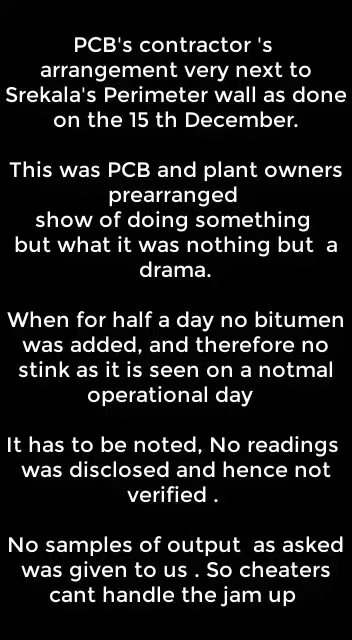 PCB's contractor 's
arrangement very next to
Srekala's Perimeter wall as done
on the 15 th December.
This was PCB and plant owners
prearranged
show of doing something
but what it was nothing but a
drama.
When for half a day no bitumen
was added, and therefore no
stink as it is seen on a notmal
operational day
It has to be noted, No readings
was disclosed and hence not
verified .
No samples of output as asked
was given to us . So cheaters
cant handle the jam up